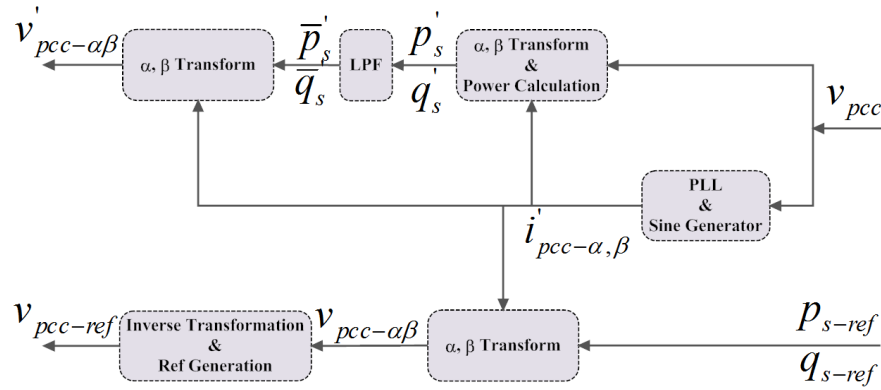 v'pcc-αβ
α, β Transform
p̅'s
q̅'s
LPF
p's
q's
α, β Transform
&
Power Calculation
vpcc
PLL
&
Sine Generator
i'pcc-α,β
vpcc-ref
Inverse Transformation
&
Ref Generation
vpcc-αβ
α, β Transform
ps-ref
qs-ref